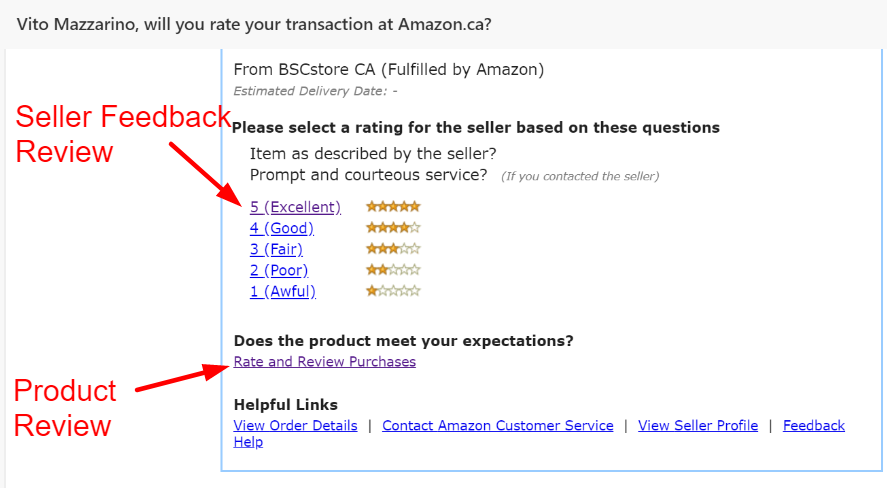 Vito Mazzarino, will you rate your transaction at Amazon.ca?
From BSCstore CA (Fulfilled by Amazon)
Estimated Delivery Date: -
Seller Feedback
Review
Please select a rating for the seller based on these questions
Item as described by the seller?
Prompt and courteous service? (If you contacted the seller)
5 (Excellent)
4 (Good)
3 (Fair)
2 (Poor)
1 (Awful)
Does the product meet your expectations?
Rate and Review Purchases
Product
Review
Helpful Links
View Order Details | Contact Amazon Customer Service | View Seller Profile | Feedback
Help